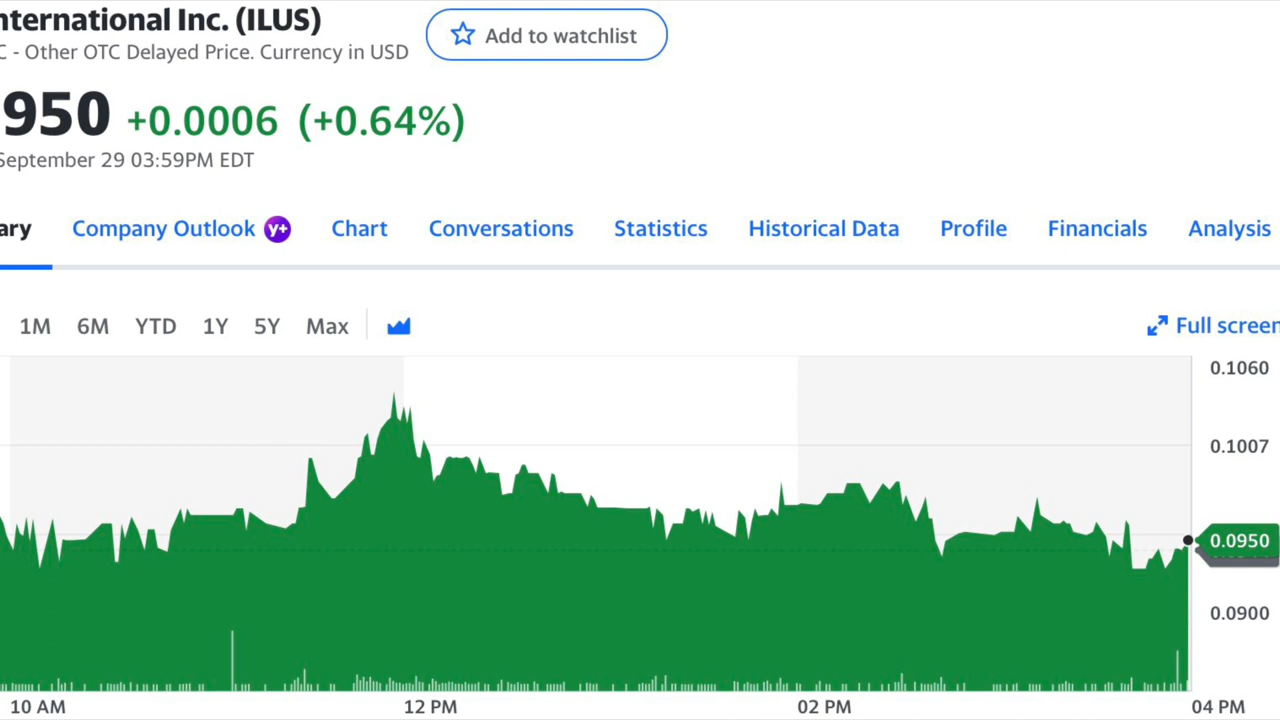 nternational Inc. (ILUS)
C - Other OTC Delayed Price. Currency in USD
Add to watchlist
950 +0.0006 (+0.64%)
September 29 03:59PM EDT
ary Company Outlook y+ Chart Conversations Statistics Historical Data Profile Financials Analysis
1M 6M YTD 1Y 5Y Max
Full screen
0.1060
0.1007
0.0950
0.0900
10 AM 12 PM 02 PM 04 PM